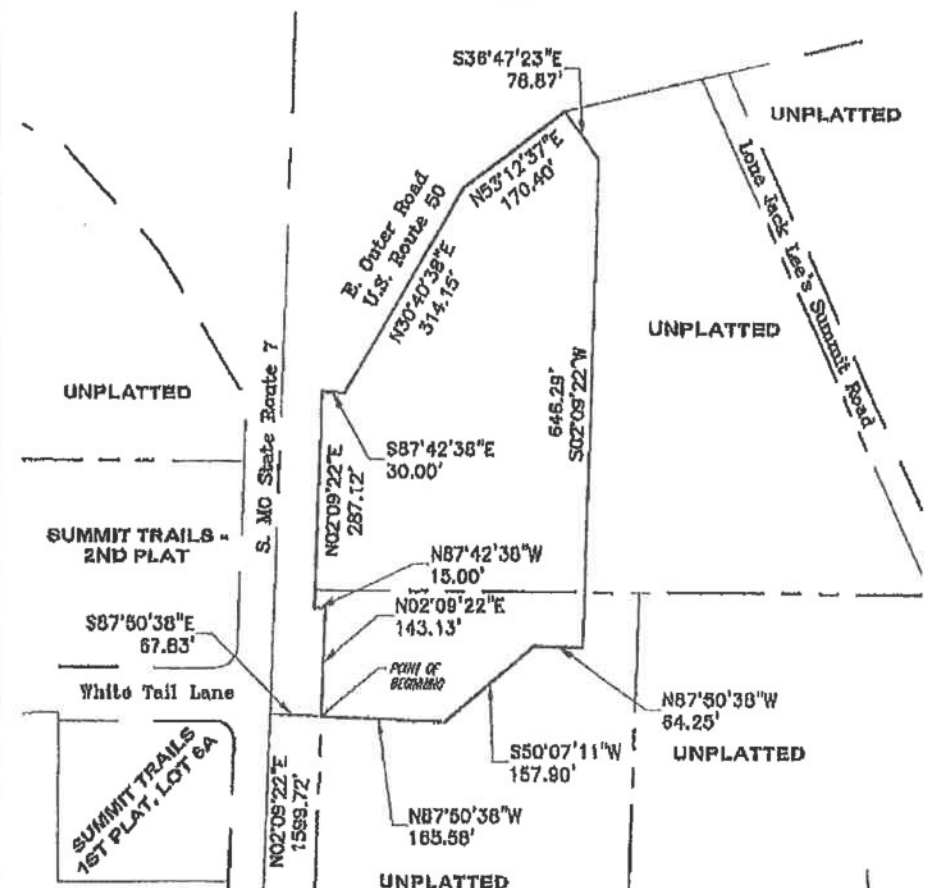 S36°47'23"E
78.87'
UNPLATTED
N53°12'37"E
170.40'
Lone Jack Lee's Summit Road
E. Outer Road
U.S. Route 50
N30°40'38"E
314.15'
UNPLATTED
UNPLATTED
S. MO State Route 7
646.29'
S02°09'22"W
S87°42'38"E
30.00'
N02°09'22"E
287.12'
SUMMIT TRAILS -
2ND PLAT
N87°42'38"W
15.00'
N02°09'22"E
143.13'
S87°50'38"E
67.83'
POINT OF
BEGINNING
White Tail Lane
N87°50'38"W
64.25'
S50°07'11"W
157.90'
UNPLATTED
SUMMIT TRAILS
1ST PLAT, LOT 6A
N02°09'22"E
1599.72'
N87°50'38"W
165.58'
UNPLATTED